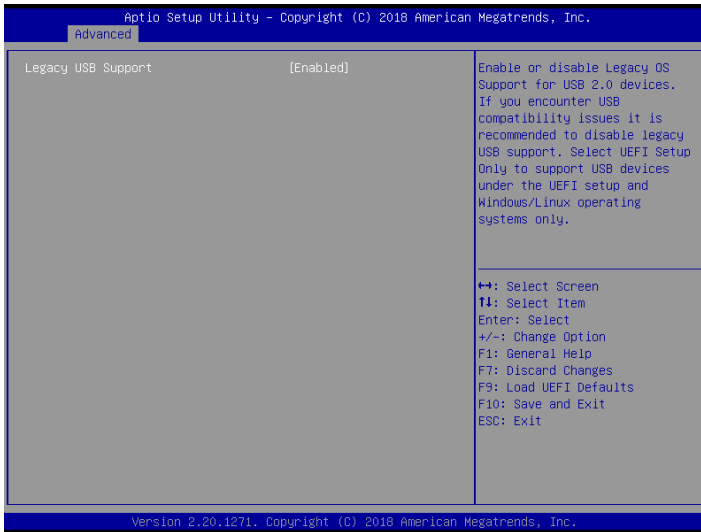 Aptio Setup Utility – Copyright (C) 2018 American Megatrends, Inc.
Advanced
Legacy USB Support [Enabled]
Enable or disable Legacy OS
Support for USB 2.0 devices.
If you encounter USB
compatibility issues it is
recommended to disable legacy
USB support. Select UEFI Setup
Only to support USB devices
under the UEFI setup and
Windows/Linux operating
systems only.
↔: Select Screen
↑↓: Select Item
Enter: Select
+/-: Change Option
F1: General Help
F7: Discard Changes
F9: Load UEFI Defaults
F10: Save and Exit
ESC: Exit
Version 2.20.1271. Copyright (C) 2018 American Megatrends, Inc.